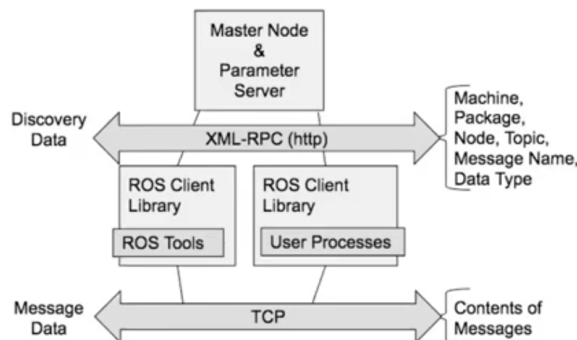 Master Node
&
Parameter
Server
Discovery
Data
XML-RPC (http)
Machine,
Package,
Node, Topic,
Message Name,
Data Type
ROS Client
Library
ROS Tools
ROS Client
Library
User Processes
Message
Data
TCP
Contents of
Messages